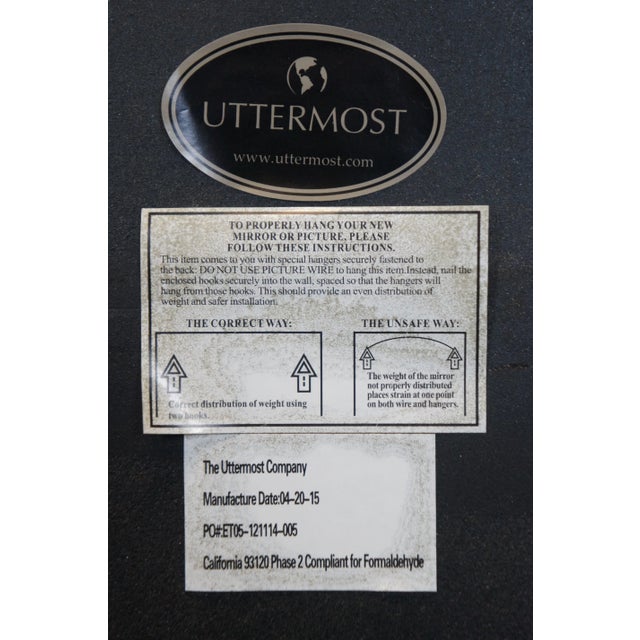 UTTERMOST
www.uttermost.com
TO PROPERLY HANG YOUR NEW
MIRROR OR PICTURE, PLEASE
FOLLOW THESE INSTRUCTIONS.
This item comes to you with special hangers securely fastened to
the back: DO NOT USE PICTURE WIRE to hang this item.Instead, nail the
enclosed hooks securely into the wall, spaced so that the hangers will
hang from those hooks. This should provide an even distribution of
weight and safer installation.
THE CORRECT WAY:
Correct distribution of weight using
two hooks.
THE UNSAFE WAY:
The weight of the mirror
not properly distributed
places strain at one point
on both wire and hangers.
The Uttermost Company
Manufacture Date:04-20-15
PO#:ET05-121114-005
California 93120 Phase 2 Compliant for Formaldehyde